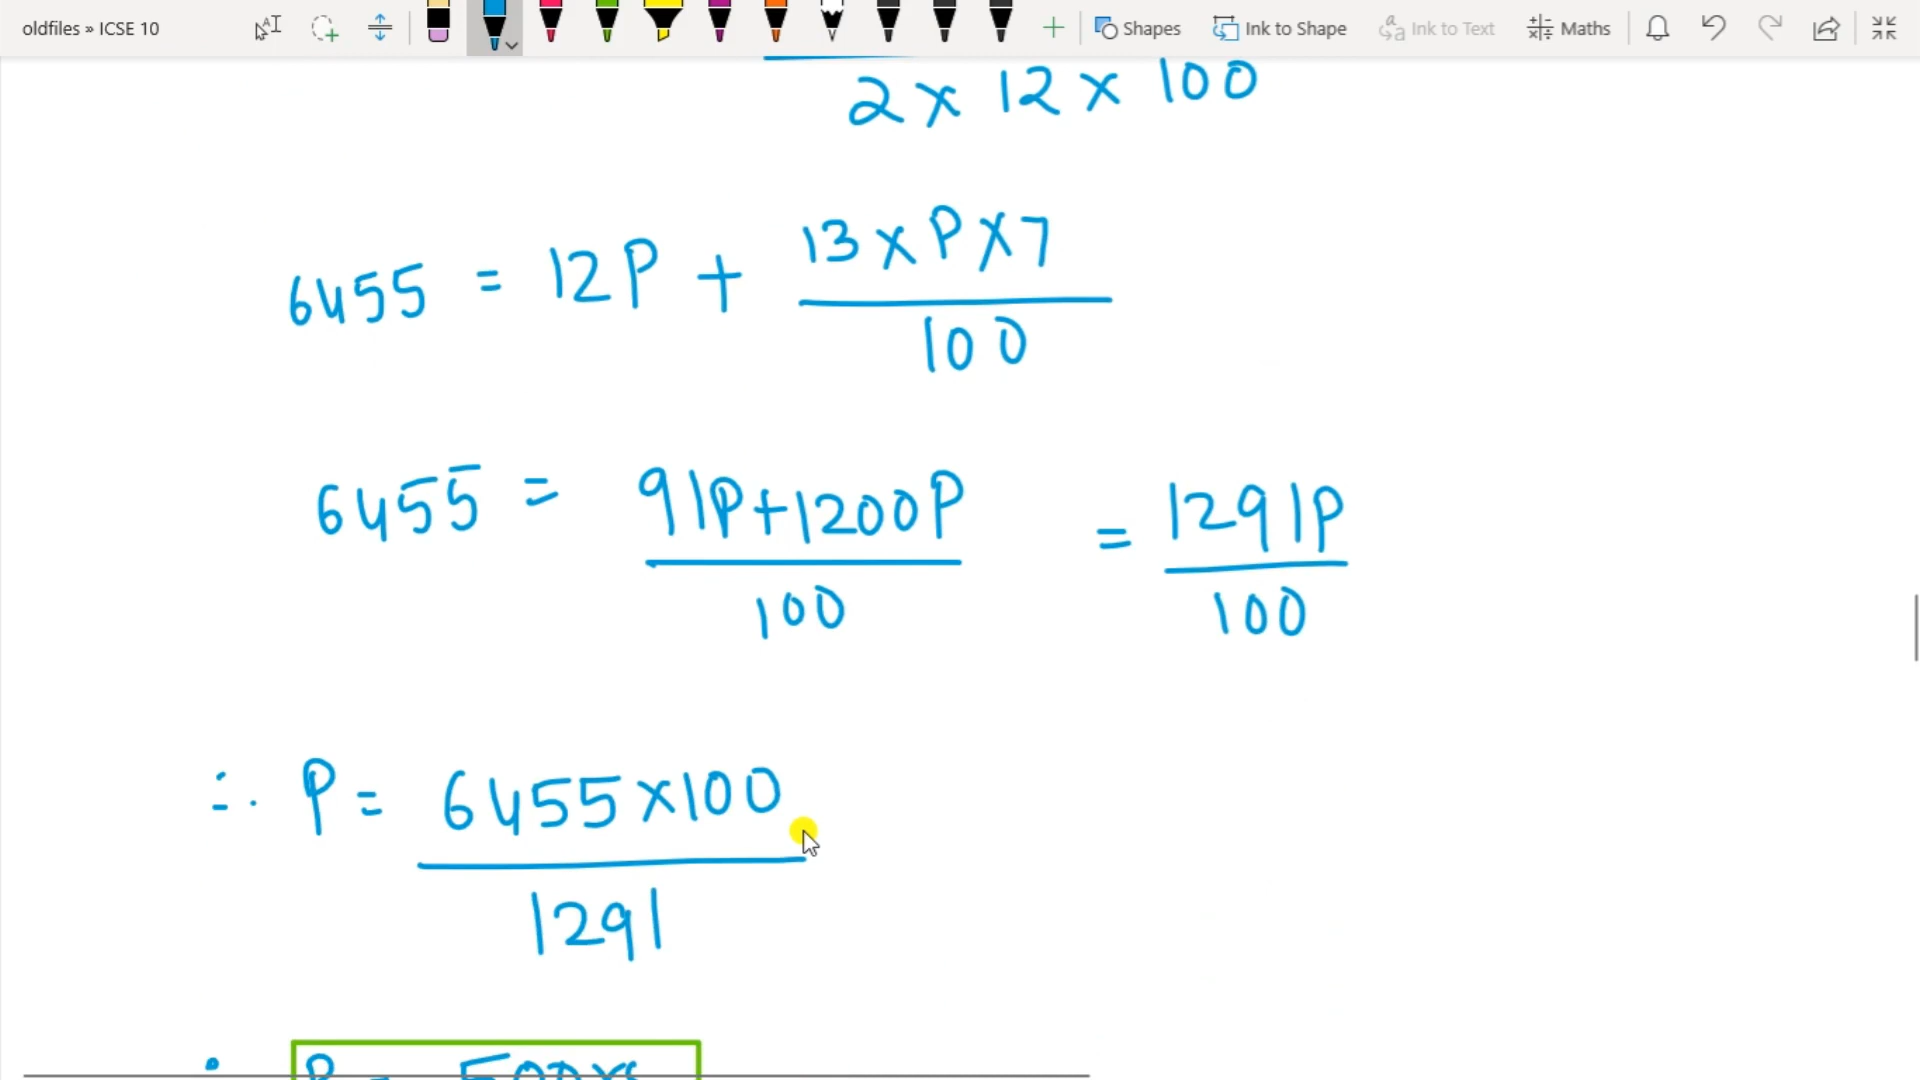 oldfiles » ICSE 10 Shapes Ink to Shape Ink to Text Maths
2 × 12 × 100
6455 = 12P + 13 × P × 7 / 100
6455 = 91P + 1200P / 100 = 1291P / 100
∴ P = 6455 × 100 / 1291
P = 500rs